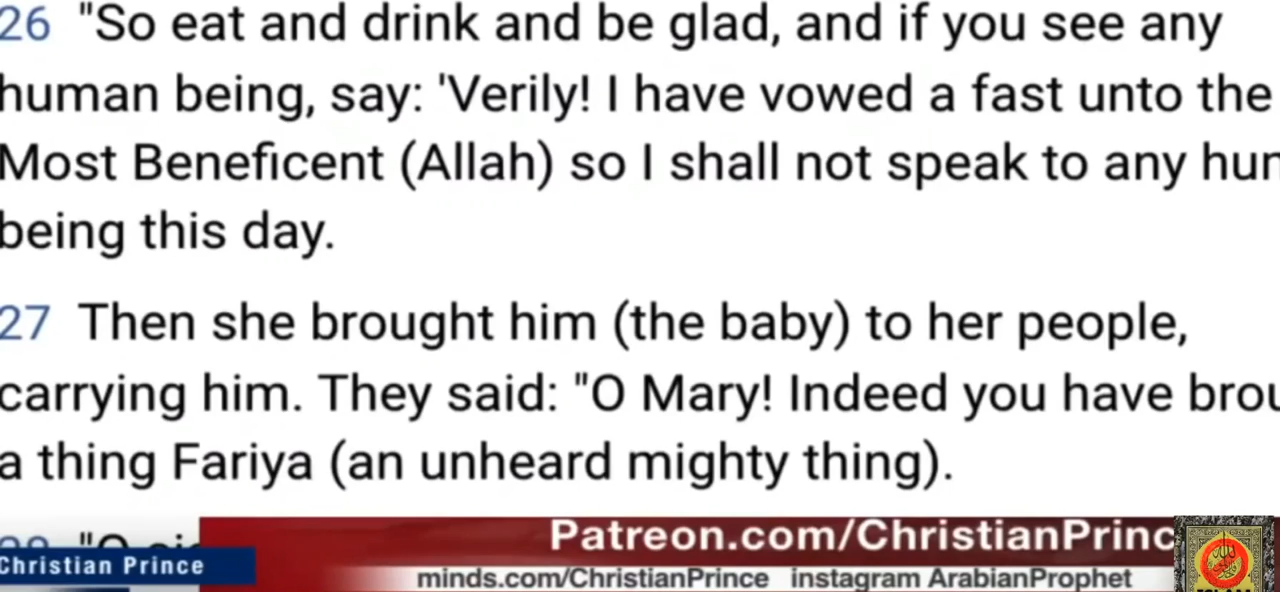 26 "So eat and drink and be glad, and if you see any
human being, say: 'Verily! I have vowed a fast unto the
Most Beneficent (Allah) so I shall not speak to any
being this day.
27 Then she brought him (the baby) to her people,
carrying him. They said: "O Mary! Indeed you have
a thing Fariya (an unheard mighty thing).
"O
Patreon.com/ChristianPrinc
Christian Prince
minds.com/ChristianPrince instagram ArabianProphet